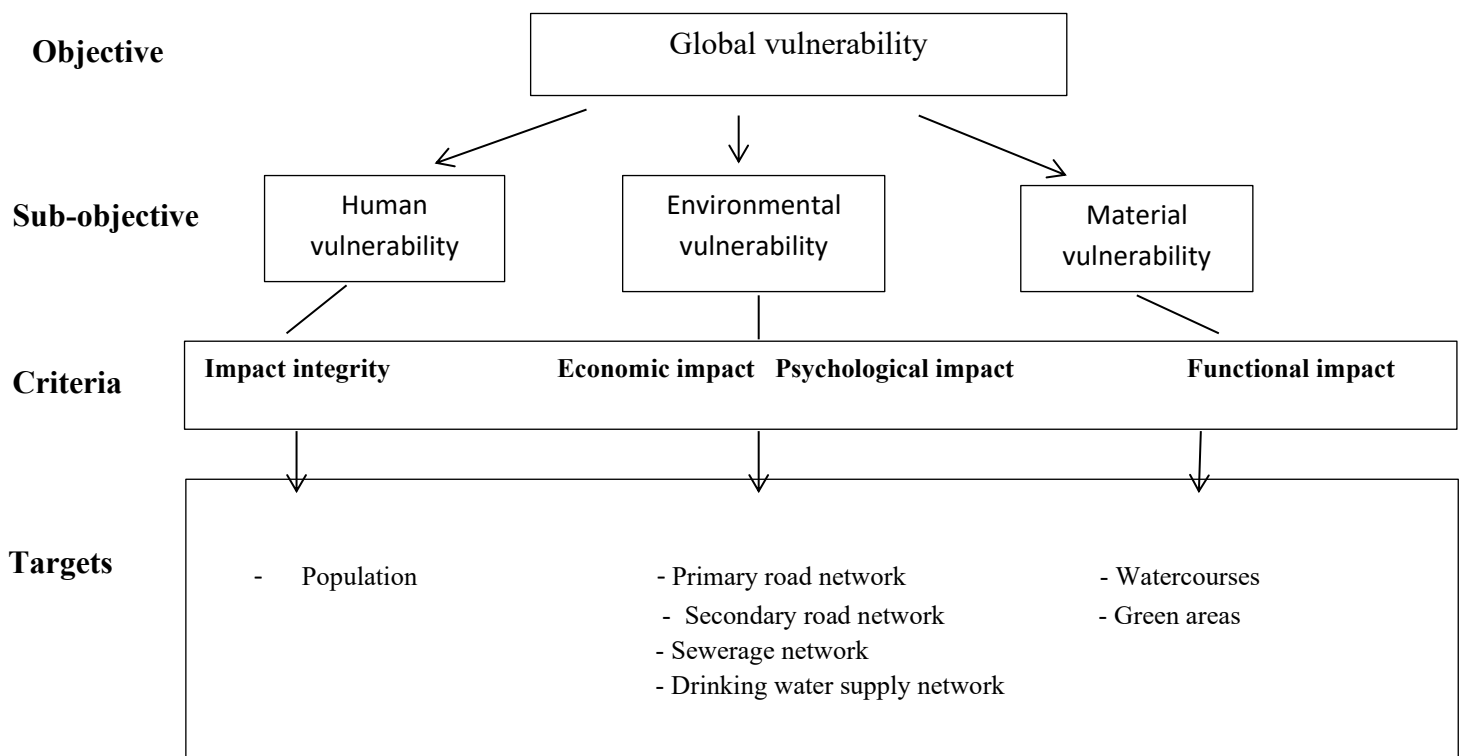 Objective
Global vulnerability
Sub-objective
Human
vulnerability
Environmental
vulnerability
Material
vulnerability
Criteria
Impact integrity
Economic impact
Psychological impact
Functional impact
Targets
- Population
- Primary road network
- Secondary road network
- Sewerage network
- Drinking water supply network
- Watercourses
- Green areas